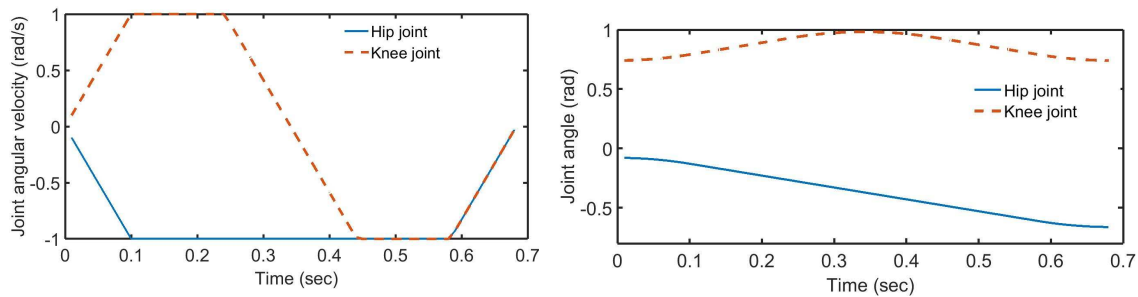 Joint angular velocity (rad/s)
1
0.5
0
-0.5
-1
Hip joint
Knee joint
0 0.1 0.2 0.3 0.4 0.5 0.6 0.7
Time (sec)
Joint angle (rad)
1
0.5
0
-0.5
Hip joint
Knee joint
0 0.1 0.2 0.3 0.4 0.5 0.6 0.7
Time (sec)